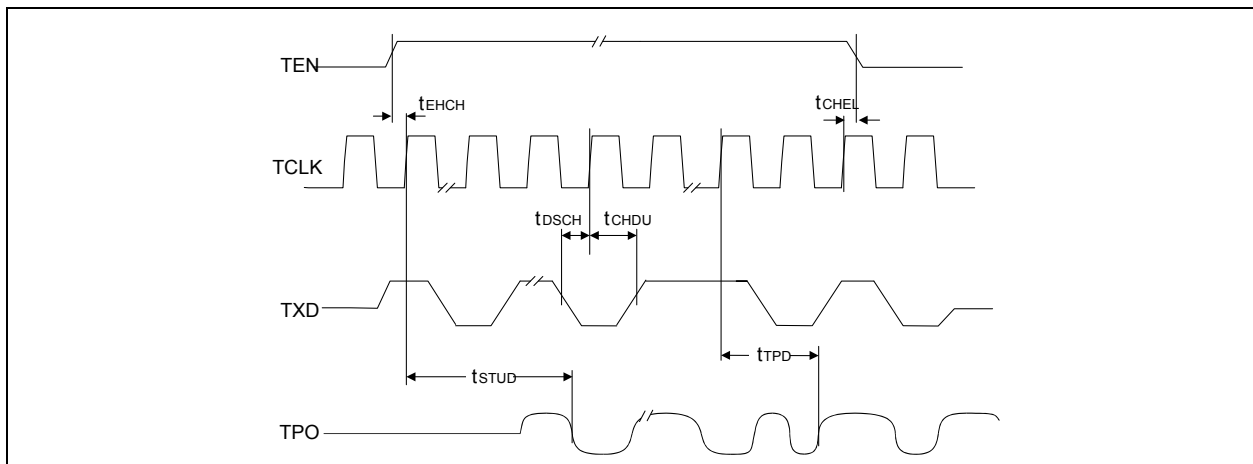 TEN
tEHCH
tCHEL
TCLK
tDSCH
tCHDU
TXD
tSTUD
tTPD
TPO